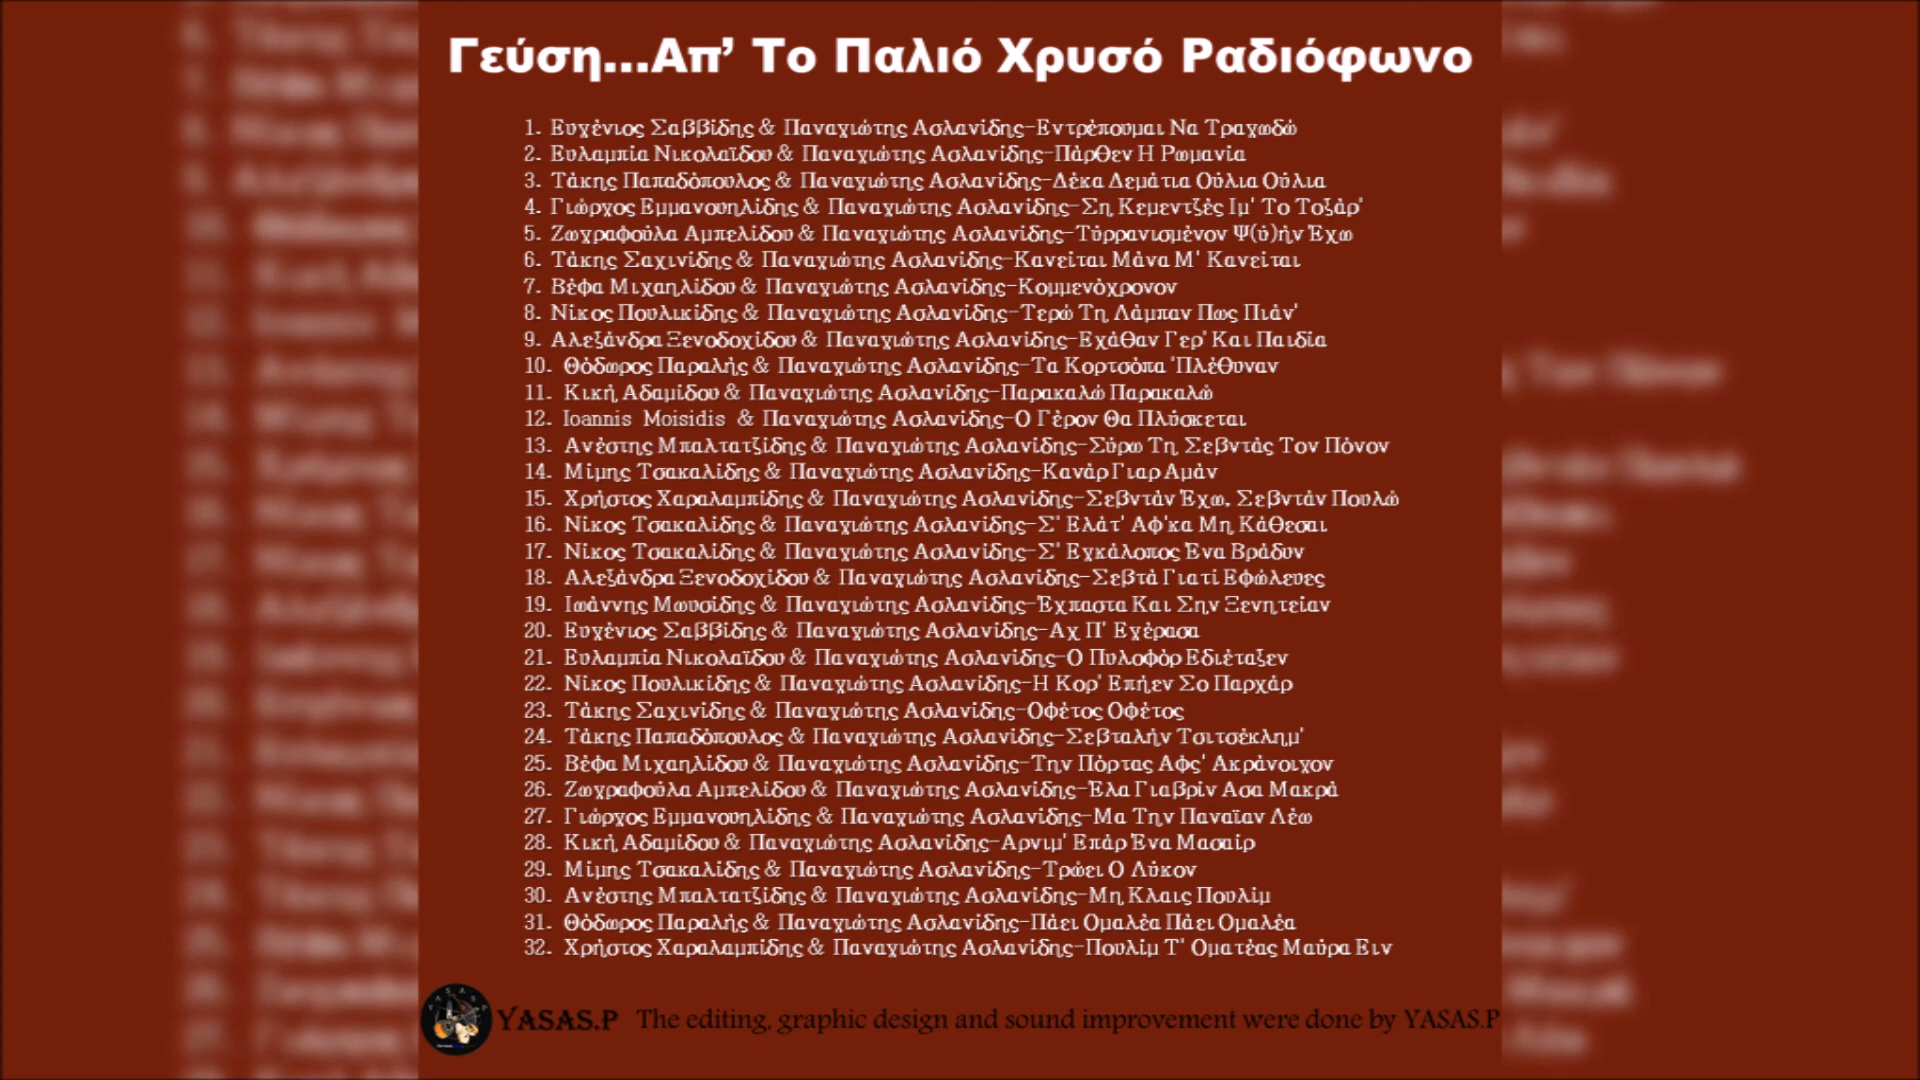 Γεύση...Απ’ Το Παλιό Χρυσό Ραδιόφωνο
1. Ευγένιος Σαββίδης & Παναγιώτης Ασλανίδης-Εντρέπουμαι Να Τραγωδώ
2. Ευλαμπία Νικολαϊδου & Παναγιώτης Ασλανίδης-Πάρθεν Η Ρωμανία
3. Τάκης Παπαδόπουλος & Παναγιώτης Ασλανίδης-Δέκα Δεμάτια Ούλια Ούλια
4. Γιώργος Εμμανουηλίδης & Παναγιώτης Ασλανίδης-Ση Κεμεντζές Ιμ' Το Τοξάρ'
5. Ζωγραφούλα Αμπελίδου & Παναγιώτης Ασλανίδης-Τύρρανισμένον Ψ(ύ)ήν Έχω
6. Τάκης Σαχινίδης & Παναγιώτης Ασλανίδης-Κανείται Μάνα Μ' Κανείται
7. Βέφα Μιχαηλίδου & Παναγιώτης Ασλανίδης-Κομμενόχρονον
8. Νίκος Πουλικίδης & Παναγιώτης Ασλανίδης-Τερώ Τη Λάμπαν Πως Πιάν'
9. Αλεξάνδρα Ξενοδοχίδου & Παναγιώτης Ασλανίδης-Εχάθαν Γερ' Και Παιδία
10. Θόδωρος Παραλής & Παναγιώτης Ασλανίδης-Τα Κορτσόπα 'Πλέθυναν
11. Κική Αδαμίδου & Παναγιώτης Ασλανίδης-Παρακαλώ Παρακαλώ
12. Ioannis Moisidis & Παναγιώτης Ασλανίδης-Ο Γέρον Θα Πλύσκεται
13. Ανέστης Μπαλτατζίδης & Παναγιώτης Ασλανίδης-Σύρω Τη Σεβντάς Τον Πόνον
14. Μίμης Τσακαλίδης & Παναγιώτης Ασλανίδης-Κανάρ Γιαρ Αμάν
15. Χρήστος Χαραλαμπίδης & Παναγιώτης Ασλανίδης-Σεβντάν Έχω, Σεβντάν Πουλώ
16. Νίκος Τσακαλίδης & Παναγιώτης Ασλανίδης-Σ' Ελάτ' Αφ'κα Μη Κάθεσαι
17. Νίκος Τσακαλίδης & Παναγιώτης Ασλανίδης-Σ' Εγκάλοπος Ένα Βράδυν
18. Αλεξάνδρα Ξενοδοχίδου & Παναγιώτης Ασλανίδης-Σεβτά Γιατί Εφώλευες
19. Ιωάννης Μωυσίδης & Παναγιώτης Ασλανίδης-Έχπαστα Και Σην Ξενητείαν
20. Ευγένιος Σαββίδης & Παναγιώτης Ασλανίδης-Αχ Π' Εγέρασα
21. Ευλαμπία Νικολαϊδου & Παναγιώτης Ασλανίδης-Ο Πυλοφόρ Εδιέταξεν
22. Νίκος Πουλικίδης & Παναγιώτης Ασλανίδης-Η Κορ' Επήεν Σο Παρχάρ
23. Τάκης Σαχινίδης & Παναγιώτης Ασλανίδης-Οφέτος Οφέτος
24. Τάκης Παπαδόπουλος & Παναγιώτης Ασλανίδης-Σεβταλήν Τσιτσέκλημ'
25. Βέφα Μιχαηλίδου & Παναγιώτης Ασλανίδης-Την Πόρτας Αφς' Ακράνοιχον
26. Ζωγραφούλα Αμπελίδου & Παναγιώτης Ασλανίδης-Έλα Γιαβρίν Ασα Μακρά
27. Γιώργος Εμμανουηλίδης & Παναγιώτης Ασλανίδης-Μα Την Παναϊαν Λέω
28. Κική Αδαμίδου & Παναγιώτης Ασλανίδης-Αρνιμ' Επάρ Ένα Μασαίρ
29. Μίμης Τσακαλίδης & Παναγιώτης Ασλανίδης-Τρώει Ο Λύκον
30. Ανέστης Μπαλτατζίδης & Παναγιώτης Ασλανίδης-Μη Κλαις Πουλίμ
31. Θόδωρος Παραλής & Παναγιώτης Ασλανίδης-Πάει Ομαλέα Πάει Ομαλέα
32. Χρήστος Χαραλαμπίδης & Παναγιώτης Ασλανίδης-Πουλίμ Τ' Οματέας Μαύρα Ειν
YASAS.P The editing, graphic design and sound improvement were done by YASAS.P